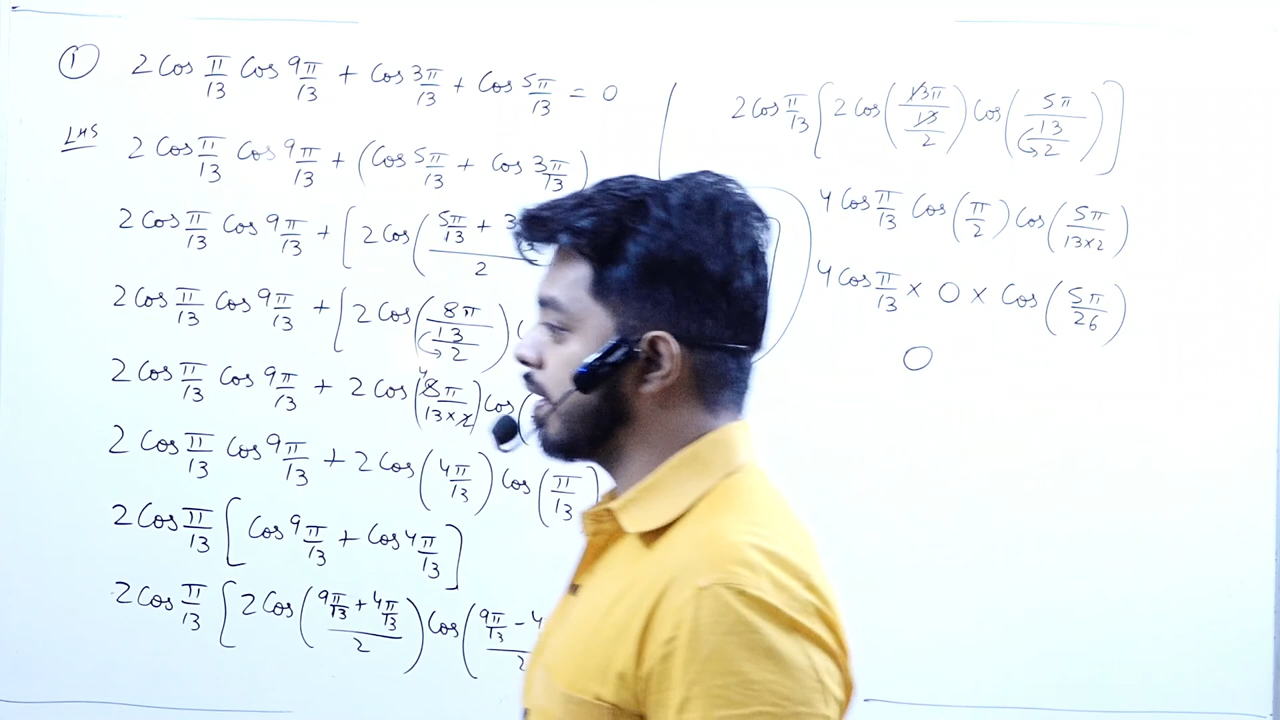 ① 2 Cos π/13 Cos 9π/13 + Cos 3π/13 + Cos 5π/13 = 0
LHS 2 Cos π/13 Cos 9π/13 + (Cos 5π/13 + Cos 3π/13)
2 Cos π/13 Cos 9π/13 + [2 Cos (5π/13 + 3
2
2 Cos π/13 Cos 9π/13 + [2 Cos (8π/13/2) (
2 Cos π/13 Cos 9π/13 + 2 Cos (8π/13×2) Cos (
2 Cos π/13 Cos 9π/13 + 2 Cos (4π/13) Cos (π/13
2 Cos π/13 [Cos 9π/13 + Cos 4π/13]
2 Cos π/13 [2 Cos ((9π/13 + 4π/13)/2) Cos ((9π/13 - 4
2 Cos π/13 [2 Cos (13π/13/2) Cos (5π/13/2)]
4 Cos π/13 Cos (π/2) Cos (5π/13×2)
4 Cos π/13 × 0 × Cos (5π/26)
0